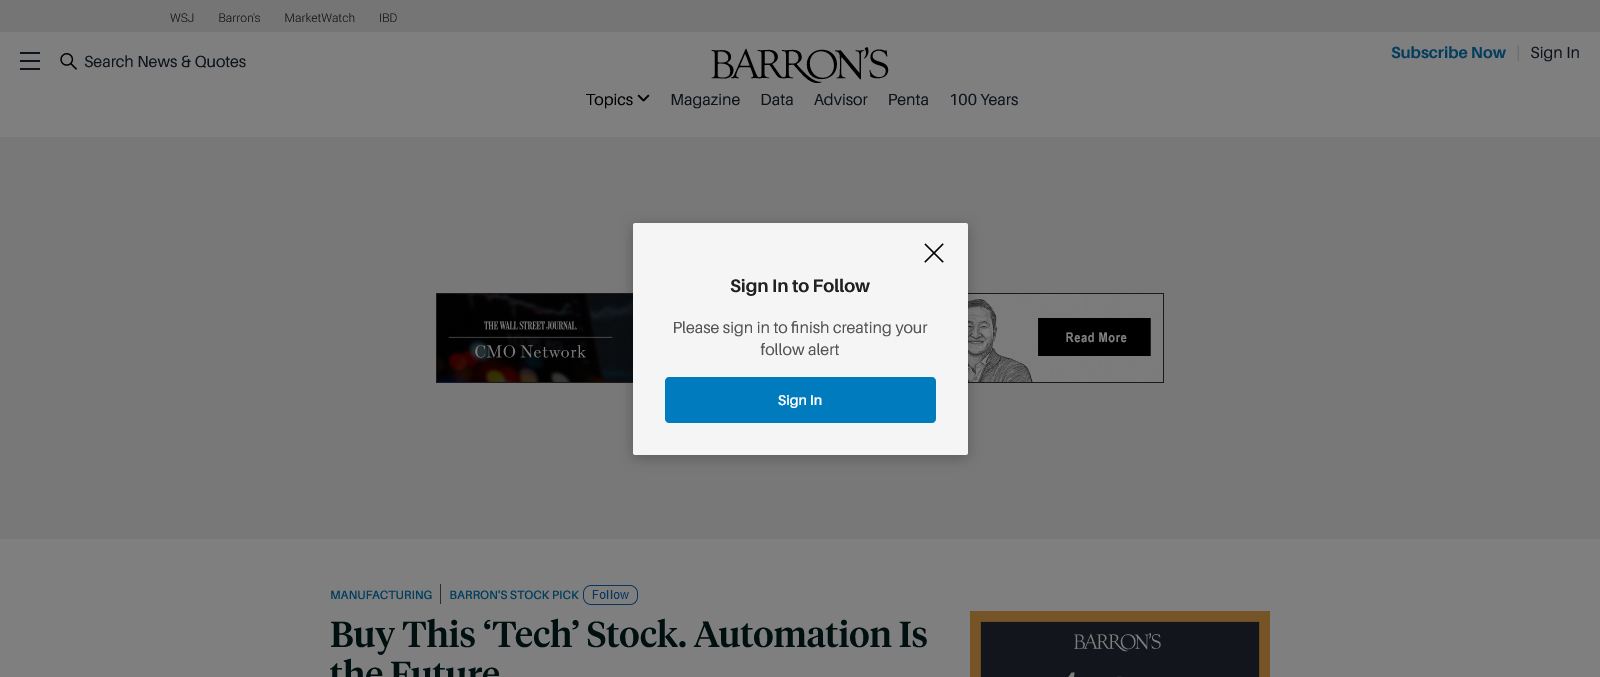 WSJ Barron's MarketWatch IBD
Search News & Quotes
BARRON'S
Subscribe Now
Sign In
Topics Magazine Data Advisor Penta 100 Years
Sign In to Follow
Please sign in to finish creating your
follow alert
Sign In
THE WALL STREET JOURNAL.
CMO Network
Read More
MANUFACTURING BARRON'S STOCK PICK Follow
Buy This ‘Tech’ Stock. Automation Is
the Future
BARRON'S